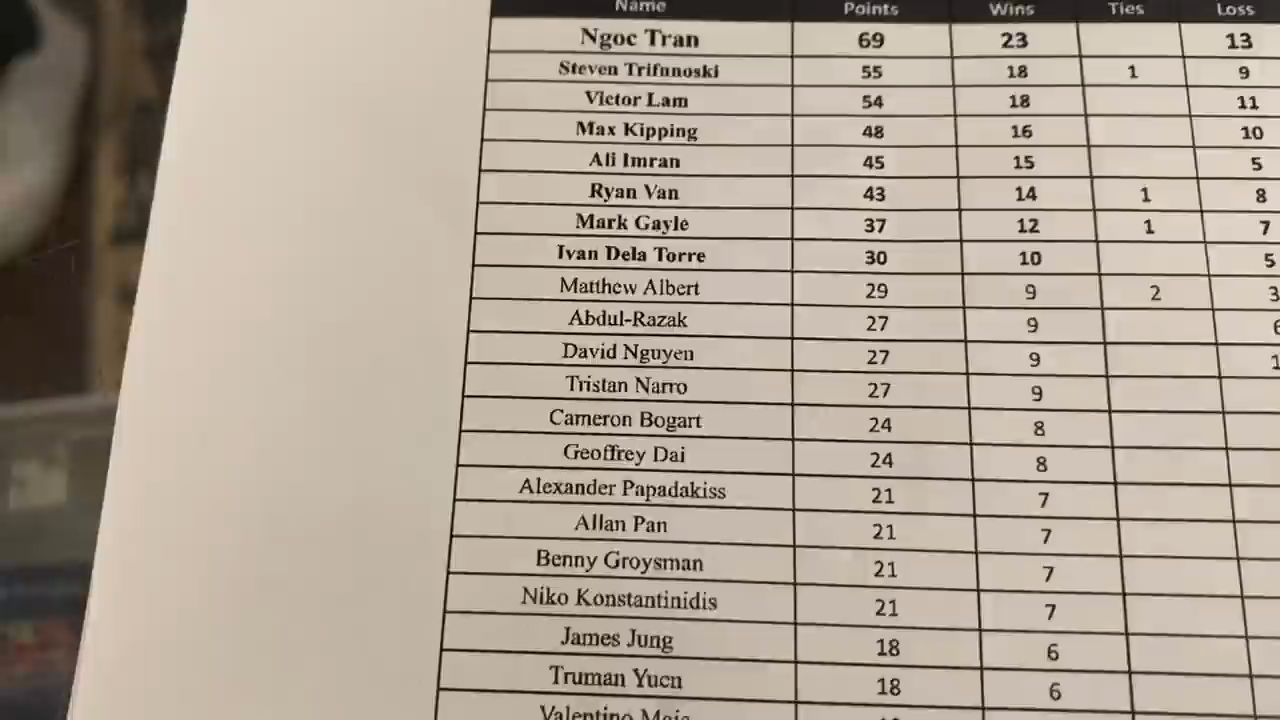 Name Points Wins Ties Loss
Ngoc Tran 69 23 13
Steven Trifunoski 55 18 1 9
Victor Lam 54 18 11
Max Kipping 48 16 10
Ali Imran 45 15 5
Ryan Van 43 14 1 8
Mark Gayle 37 12 1 7
Ivan Dela Torre 30 10 5
Matthew Albert 29 9 2 3
Abdul-Razak 27 9
David Nguyen 27 9 1
Tristan Narro 27 9
Cameron Bogart 24 8
Geoffrey Dai 24 8
Alexander Papadakiss 21 7
Allan Pan 21 7
Benny Groysman 21 7
Niko Konstantinidis 21 7
James Jung 18 6
Truman Yuen 18 6
Valentino